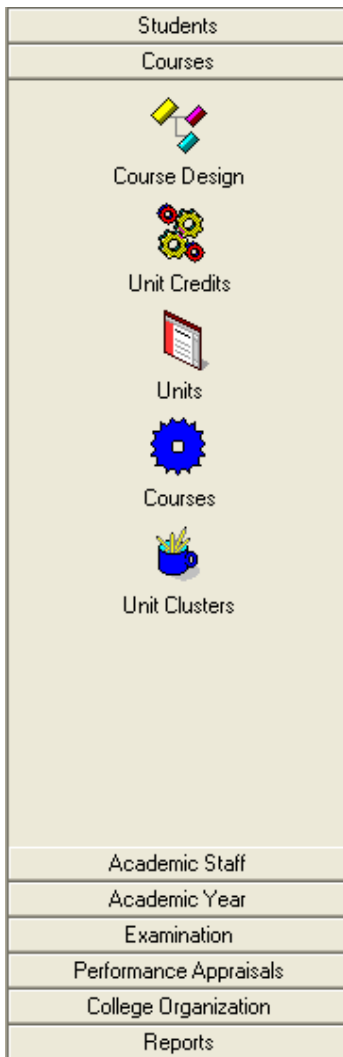 Students
Courses
Course Design
Unit Credits
Units
Courses
Unit Clusters
Academic Staff
Academic Year
Examination
Performance Appraisals
College Organization
Reports